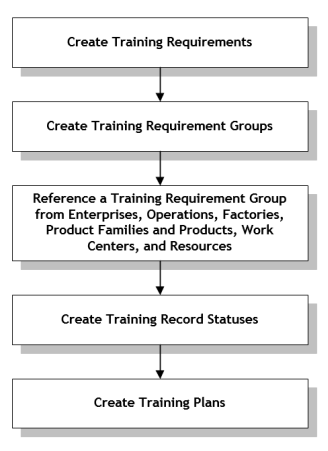 Create Training Requirements
Create Training Requirement Groups
Reference a Training Requirement Group
from Enterprises, Operations, Factories,
Product Families and Products, Work
Centers, and Resources
Create Training Record Statuses
Create Training Plans